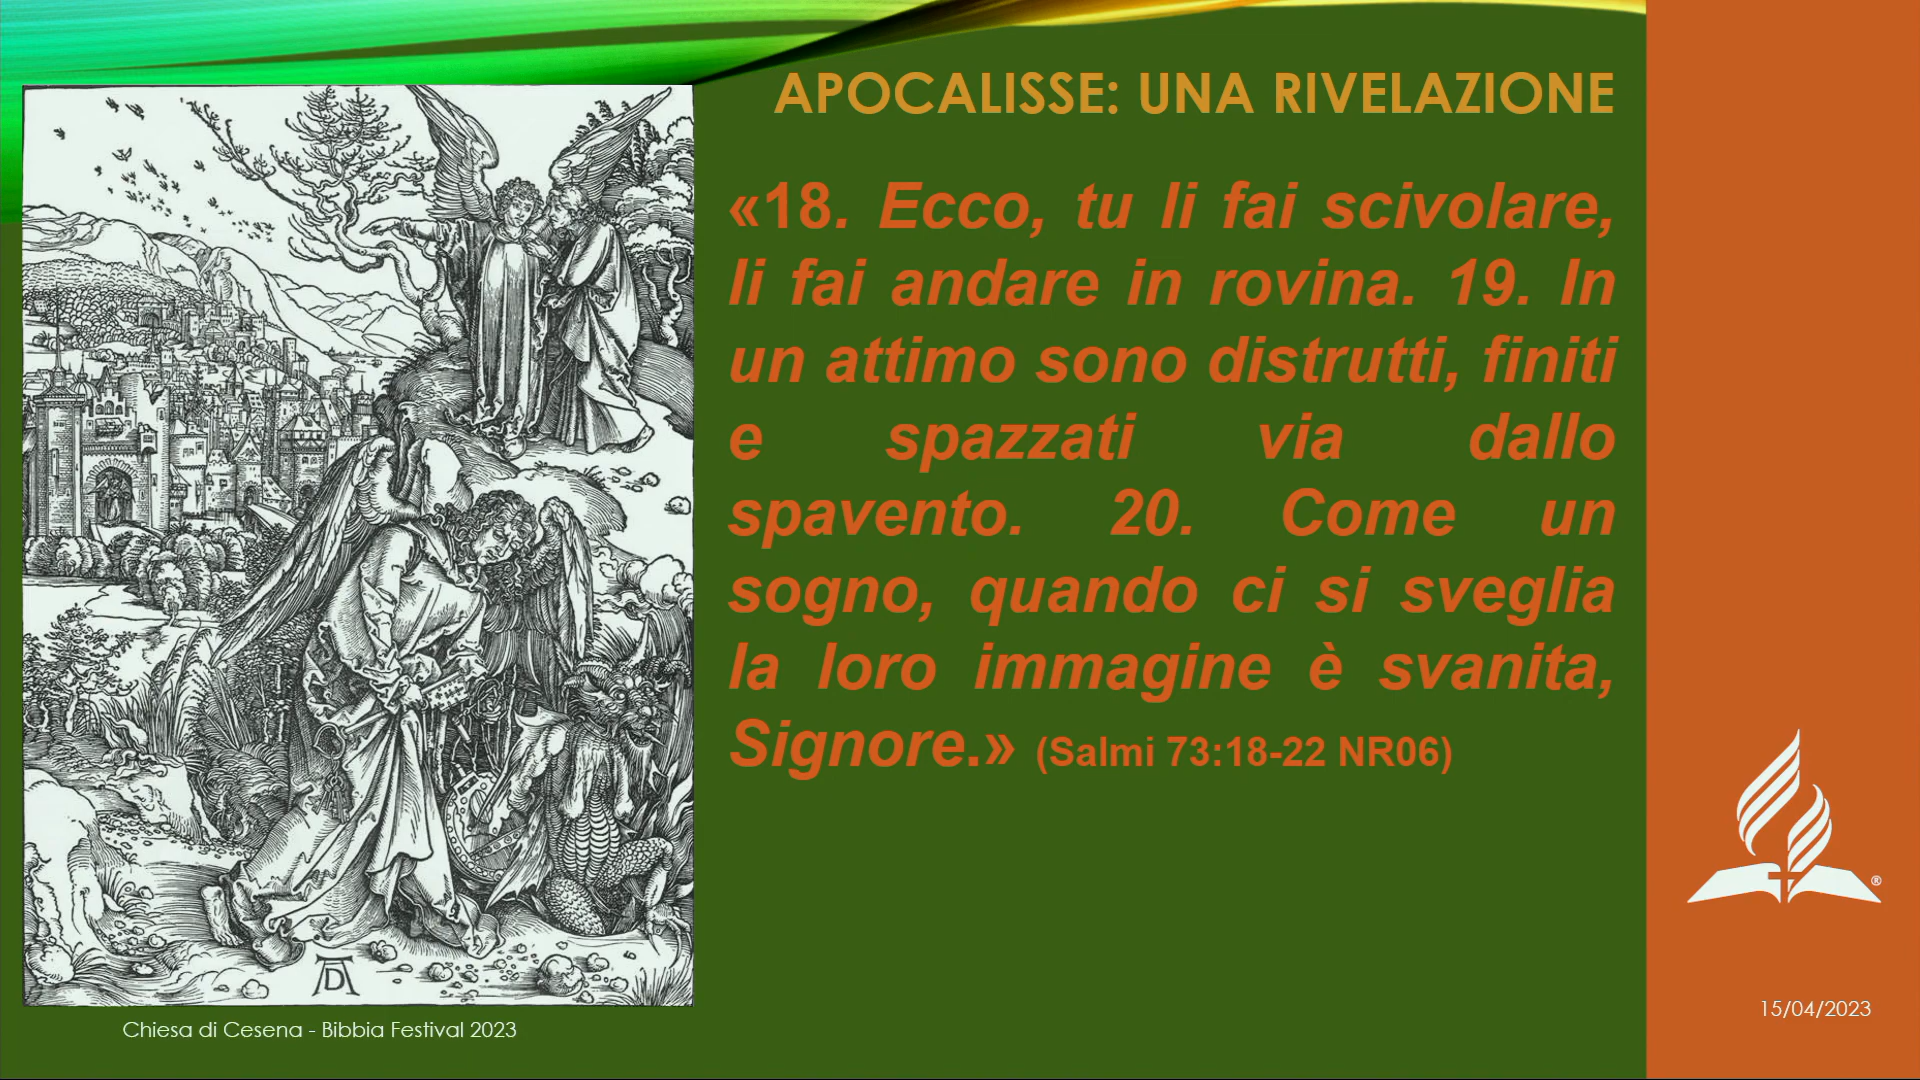 APOCALISSE: UNA RIVELAZIONE
«18. Ecco, tu li fai scivolare,
li fai andare in rovina. 19. In
un attimo sono distrutti, finiti
e spazzati via dallo
spavento. 20. Come un
sogno, quando ci si sveglia
la loro immagine è svanita,
Signore.» (Salmi 73:18-22 NR06)
AD
®
15/04/2023
Chiesa di Cesena - Bibbia Festival 2023